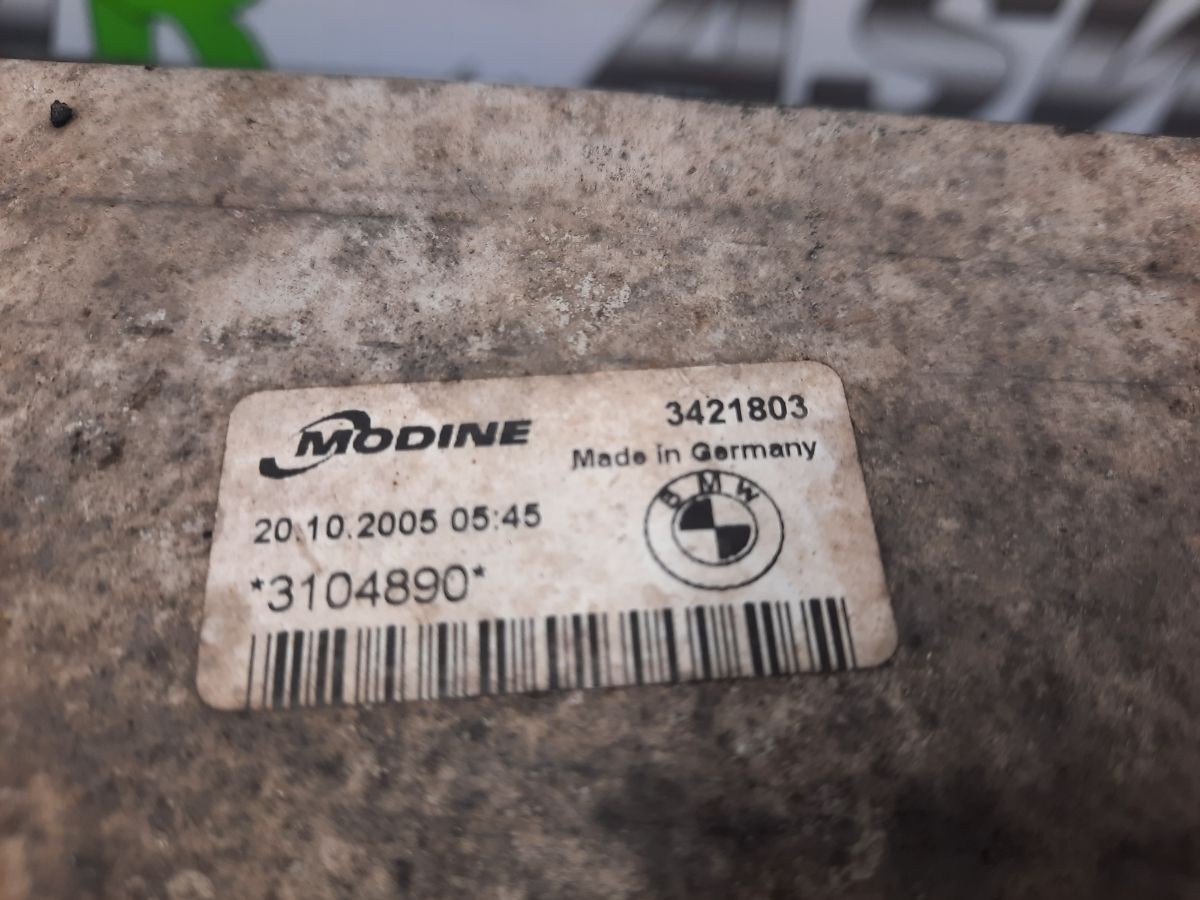 MODINE
3421803
Made in Germany
20.10.2005 05:45
BMW
*3104890*